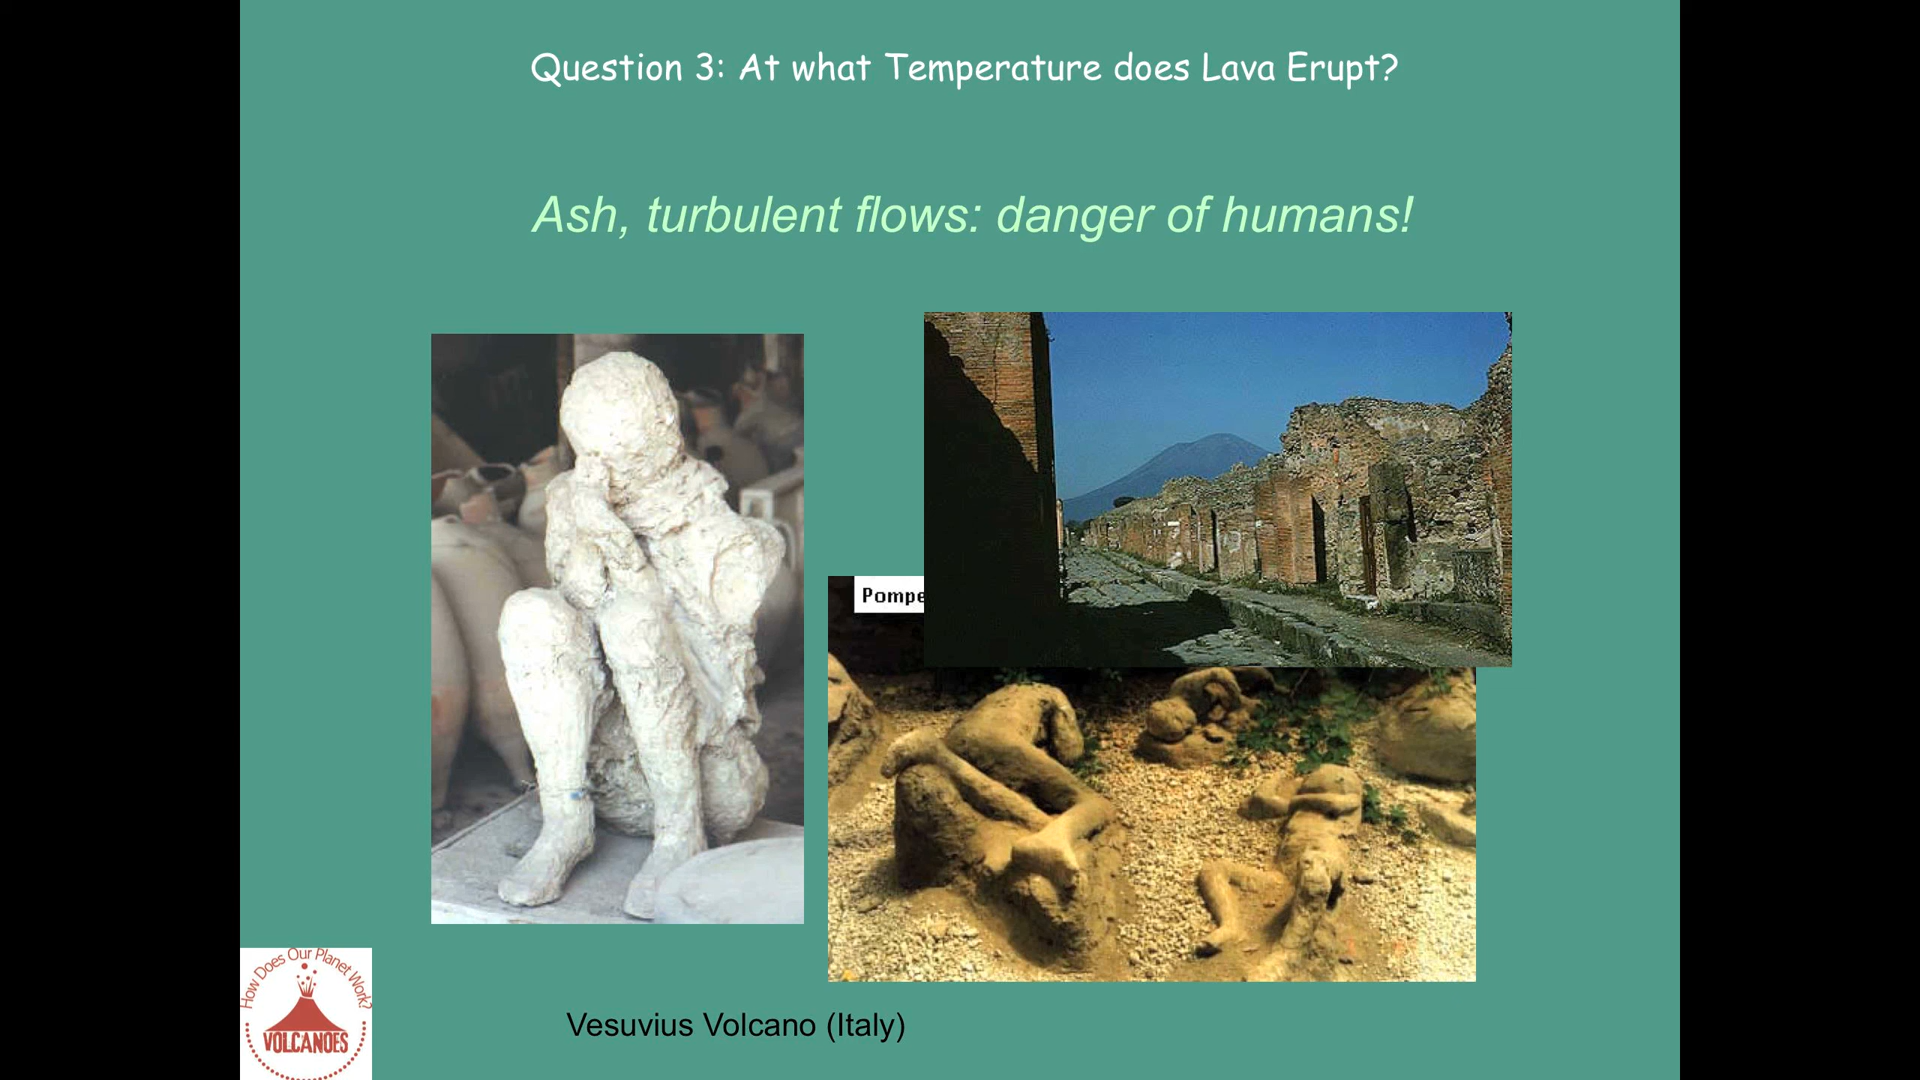 Question 3: At what Temperature does Lava Erupt?
Ash, turbulent flows: danger of humans!
Pompe
How Does Our Planet Work?
VOLCANOES
Vesuvius Volcano (Italy)